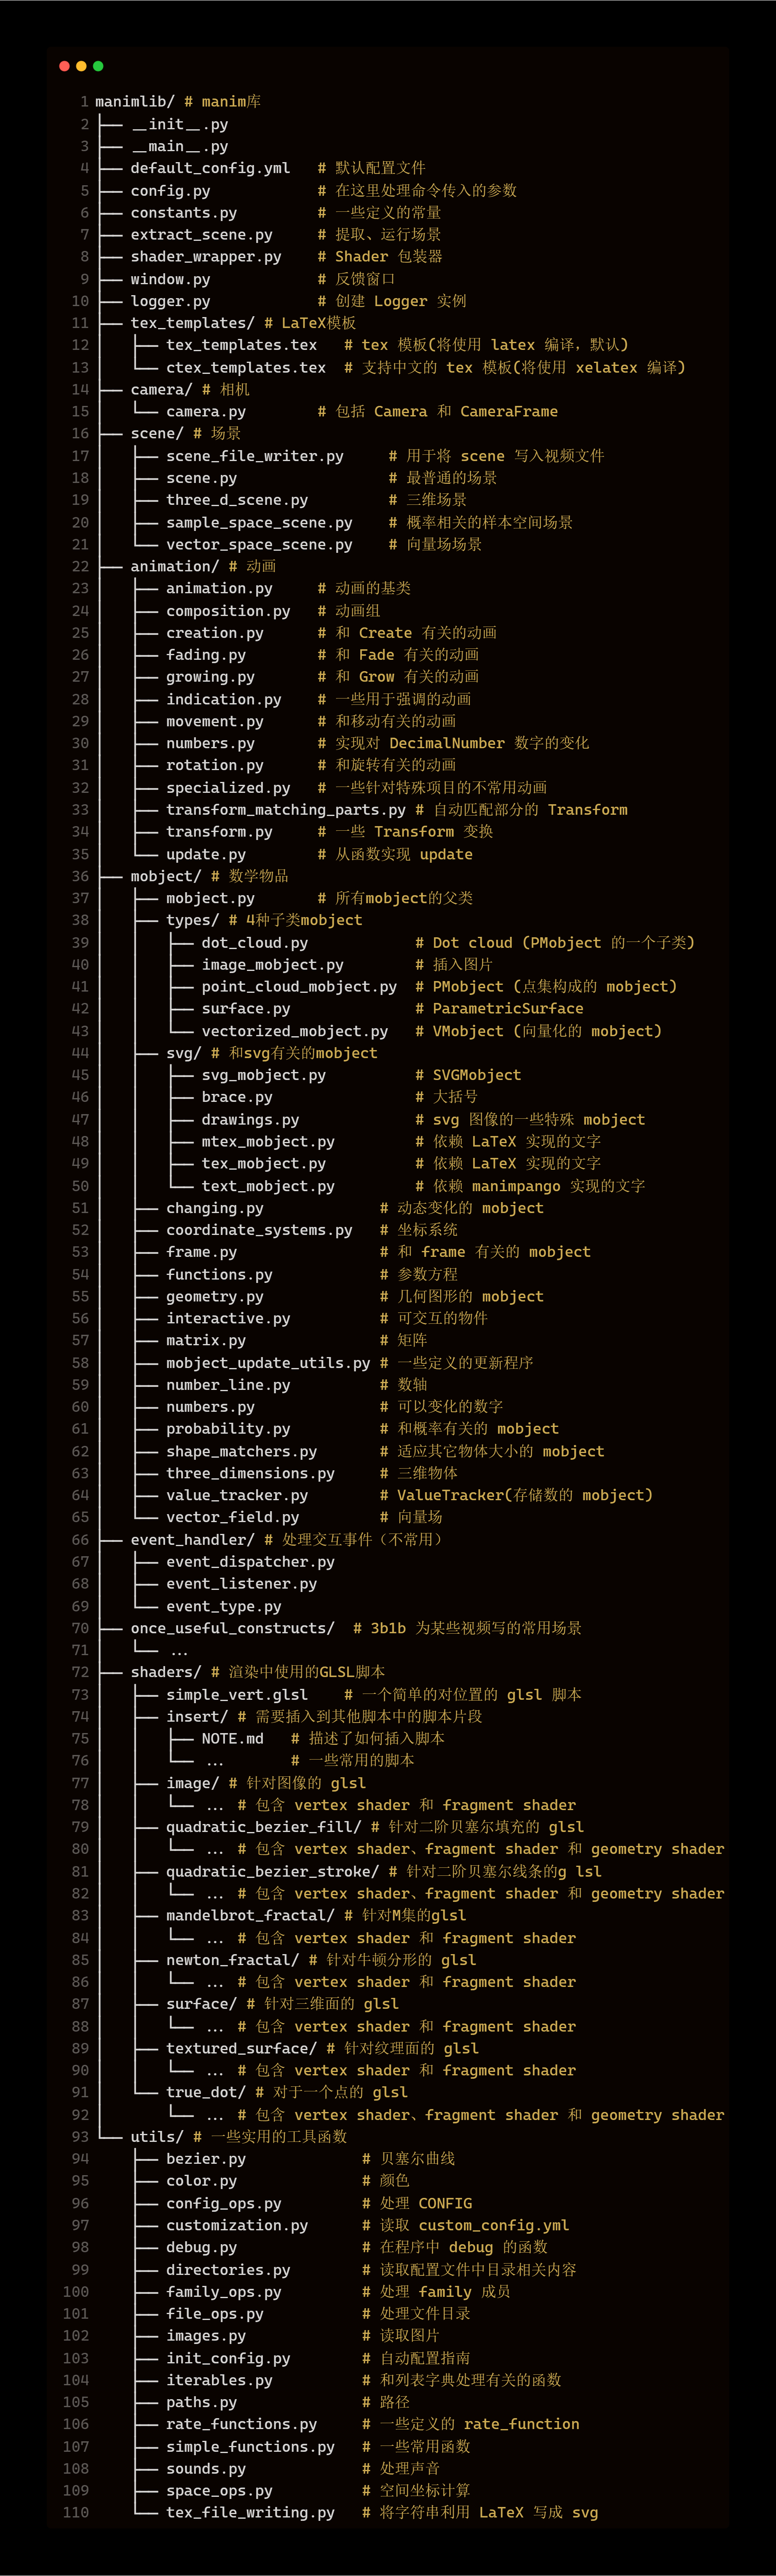 1 manimlib/ # manim库
2 ├── __init__.py
3 ├── __main__.py
4 ├── default_config.yml   # 默认配置文件
5 ├── config.py            # 在这里处理命令传入的参数
6 ├── constants.py         # 一些定义的常量
7 ├── extract_scene.py     # 提取、运行场景
8 ├── shader_wrapper.py    # Shader 包装器
9 ├── window.py            # 反馈窗口
10 ├── logger.py            # 创建 Logger 实例
11 ├── tex_templates/ # LaTeX模板
12 │   ├── tex_templates.tex   # tex 模板(将使用 latex 编译，默认)
13 │   └── ctex_templates.tex  # 支持中文的 tex 模板(将使用 xelatex 编译)
14 ├── camera/ # 相机
15 │   └── camera.py        # 包括 Camera 和 CameraFrame
16 ├── scene/ # 场景
17 │   ├── scene_file_writer.py     # 用于将 scene 写入视频文件
18 │   ├── scene.py                 # 最普通的场景
19 │   ├── three_d_scene.py         # 三维场景
20 │   ├── sample_space_scene.py    # 概率相关的样本空间场景
21 │   └── vector_space_scene.py    # 向量场场景
22 ├── animation/ # 动画
23 │   ├── animation.py     # 动画的基类
24 │   ├── composition.py   # 动画组
25 │   ├── creation.py      # 和 Create 有关的动画
26 │   ├── fading.py        # 和 Fade 有关的动画
27 │   ├── growing.py       # 和 Grow 有关的动画
28 │   ├── indication.py    # 一些用于强调的动画
29 │   ├── movement.py      # 和移动有关的动画
30 │   ├── numbers.py       # 实现对 DecimalNumber 数字的变化
31 │   ├── rotation.py      # 和旋转有关的动画
32 │   ├── specialized.py   # 一些针对特殊项目的不常用动画
33 │   ├── transform_matching_parts.py # 自动匹配部分的 Transform
34 │   ├── transform.py     # 一些 Transform 变换
35 │   └── update.py        # 从函数实现 update
36 ├── mobject/ # 数学物品
37 │   ├── mobject.py       # 所有mobject的父类
38 │   ├── types/ # 4种子类mobject
39 │   │   ├── dot_cloud.py            # Dot cloud (PMobject 的一个子类)
40 │   │   ├── image_mobject.py        # 插入图片
41 │   │   ├── point_cloud_mobject.py  # PMobject (点集构成的 mobject)
42 │   │   ├── surface.py              # ParametricSurface
43 │   │   └── vectorized_mobject.py   # VMobject (向量化的 mobject)
44 │   ├── svg/ # 和svg有关的mobject
45 │   │   ├── svg_mobject.py          # SVGMobject
46 │   │   ├── brace.py                # 大括号
47 │   │   ├── drawings.py             # svg 图像的一些特殊 mobject
48 │   │   ├── mtex_mobject.py         # 依赖 LaTeX 实现的文字
49 │   │   ├── tex_mobject.py          # 依赖 LaTeX 实现的文字
50 │   │   └── text_mobject.py         # 依赖 manimpango 实现的文字
51 │   ├── changing.py             # 动态变化的 mobject
52 │   ├── coordinate_systems.py   # 坐标系统
53 │   ├── frame.py                # 和 frame 有关的 mobject
54 │   ├── functions.py            # 参数方程
55 │   ├── geometry.py             # 几何图形的 mobject
56 │   ├── interactive.py          # 可交互的物件
57 │   ├── matrix.py               # 矩阵
58 │   ├── mobject_update_utils.py # 一些定义的更新程序
59 │   ├── number_line.py          # 数轴
60 │   ├── numbers.py              # 可以变化的数字
61 │   ├── probability.py          # 和概率有关的 mobject
62 │   ├── shape_matchers.py       # 适应其它物体大小的 mobject
63 │   ├── three_dimensions.py     # 三维物体
64 │   ├── value_tracker.py        # ValueTracker(存储数的 mobject)
65 │   └── vector_field.py         # 向量场
66 ├── event_handler/ # 处理交互事件（不常用）
67 │   ├── event_dispatcher.py
68 │   ├── event_listener.py
69 │   └── event_type.py
70 ├── once_useful_constructs/  # 3b1b 为某些视频写的常用场景
71 │   └── ...
72 ├── shaders/ # 渲染中使用的GLSL脚本
73 │   ├── simple_vert.glsl    # 一个简单的对位置的 glsl 脚本
74 │   ├── insert/ # 需要插入到其他脚本中的脚本片段
75 │   │   ├── NOTE.md   # 描述了如何插入脚本
76 │   │   └── ...       # 一些常用的脚本
77 │   ├── image/ # 针对图像的 glsl
78 │   │   └── ... # 包含 vertex shader 和 fragment shader
79 │   ├── quadratic_bezier_fill/ # 针对二阶贝塞尔填充的 glsl
80 │   │   └── ... # 包含 vertex shader、fragment shader 和 geometry shader
81 │   ├── quadratic_bezier_stroke/ # 针对二阶贝塞尔线条的g lsl
82 │   │   └── ... # 包含 vertex shader、fragment shader 和 geometry shader
83 │   ├── mandelbrot_fractal/ # 针对M集的glsl
84 │   │   └── ... # 包含 vertex shader 和 fragment shader
85 │   ├── newton_fractal/ # 针对牛顿分形的 glsl
86 │   │   └── ... # 包含 vertex shader 和 fragment shader
87 │   ├── surface/ # 针对三维面的 glsl
88 │   │   └── ... # 包含 vertex shader 和 fragment shader
89 │   ├── textured_surface/ # 针对纹理面的 glsl
90 │   │   └── ... # 包含 vertex shader 和 fragment shader
91 │   └── true_dot/ # 对于一个点的 glsl
92 │       └── ... # 包含 vertex shader、fragment shader 和 geometry shader
93 └── utils/ # 一些实用的工具函数
94     ├── bezier.py             # 贝塞尔曲线
95     ├── color.py              # 颜色
96     ├── config_ops.py         # 处理 CONFIG
97     ├── customization.py      # 读取 custom_config.yml
98     ├── debug.py              # 在程序中 debug 的函数
99     ├── directories.py        # 读取配置文件中目录相关内容
100     ├── family_ops.py         # 处理 family 成员
101     ├── file_ops.py           # 处理文件目录
102     ├── images.py             # 读取图片
103     ├── init_config.py        # 自动配置指南
104     ├── iterables.py          # 和列表字典处理有关的函数
105     ├── paths.py              # 路径
106     ├── rate_functions.py     # 一些定义的 rate_function
107     ├── simple_functions.py   # 一些常用函数
108     ├── sounds.py             # 处理声音
109     ├── space_ops.py          # 空间坐标计算
110     └── tex_file_writing.py   # 将字符串利用 LaTeX 写成 svg